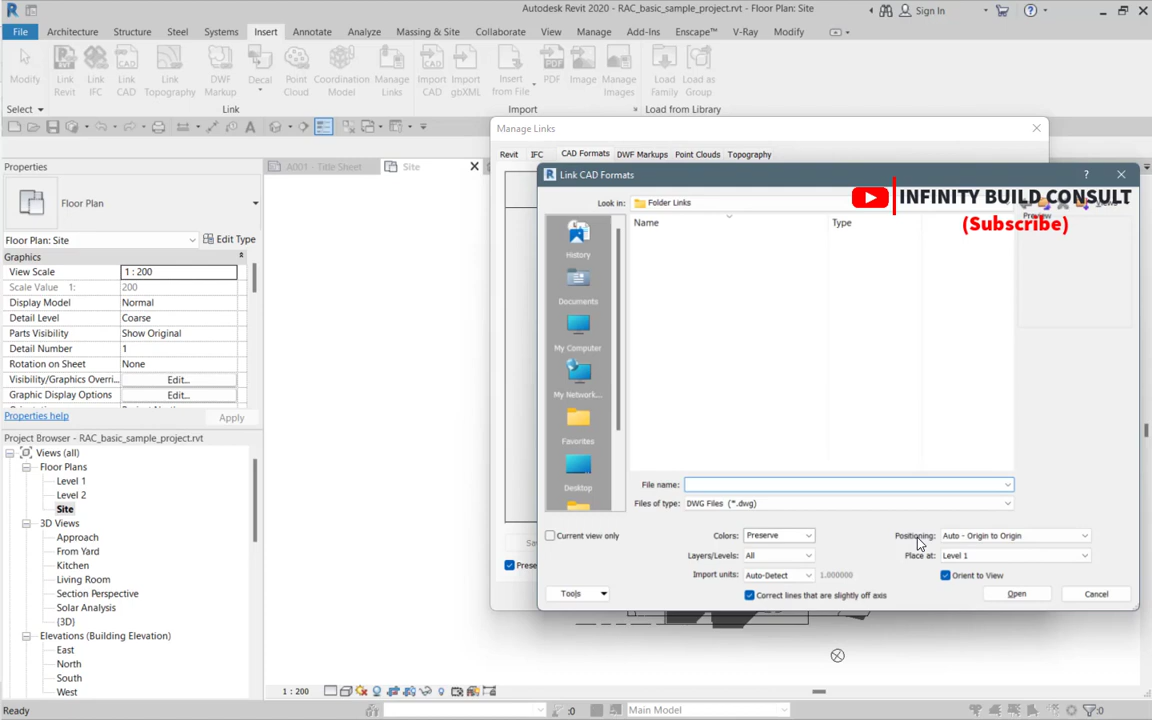 Autodesk Revit 2020 - RAC_basic_sample_project.rvt - Floor Plan: Site
Sign In
File Architecture Structure Steel Systems Insert Annotate Analyze Massing & Site Collaborate View Manage Add-Ins Enscape™ V-Ray Modify
Modify
Link Revit
Link IFC
Link CAD
Link Topography
DWF Markup
Decal
Point Cloud
Coordination Model
Manage Links
Import CAD
Import gbXML
Insert from File
PDF
Image
Manage Images
Load Family
Load as Group
Select
Link
Import
Load from Library
Manage Links
Properties
A001 - Title Sheet
Site
Revit IFC CAD Formats DWF Markups Point Clouds Topography
Link CAD Formats
INFINITY BUILD CONSULT
(Subscribe)
Look in: Folder Links
Views
Preview
Name Type
Floor Plan
Floor Plan: Site
Edit Type
Graphics
View Scale 1 : 200
Scale Value 1: 200
Display Model Normal
Detail Level Coarse
Parts Visibility Show Original
Detail Number 1
Rotation on Sheet None
Visibility/Graphics Overri... Edit...
Graphic Display Options Edit...
Properties help
Apply
History
Documents
My Computer
My Network...
Favorites
Desktop
Project Browser - RAC_basic_sample_project.rvt
Views (all)
Floor Plans
Level 1
Level 2
Site
3D Views
Approach
From Yard
Kitchen
Living Room
Section Perspective
Solar Analysis
{3D}
Elevations (Building Elevation)
East
North
South
West
File name:
Files of type: DWG Files (*.dwg)
Current view only
Colors: Preserve
Positioning: Auto - Origin to Origin
Layers/Levels: All
Place at: Level 1
Import units: Auto-Detect 1.000000
Orient to View
Correct lines that are slightly off axis
Tools
Open
Cancel
1 : 200
Ready
:0
Main Model
:0